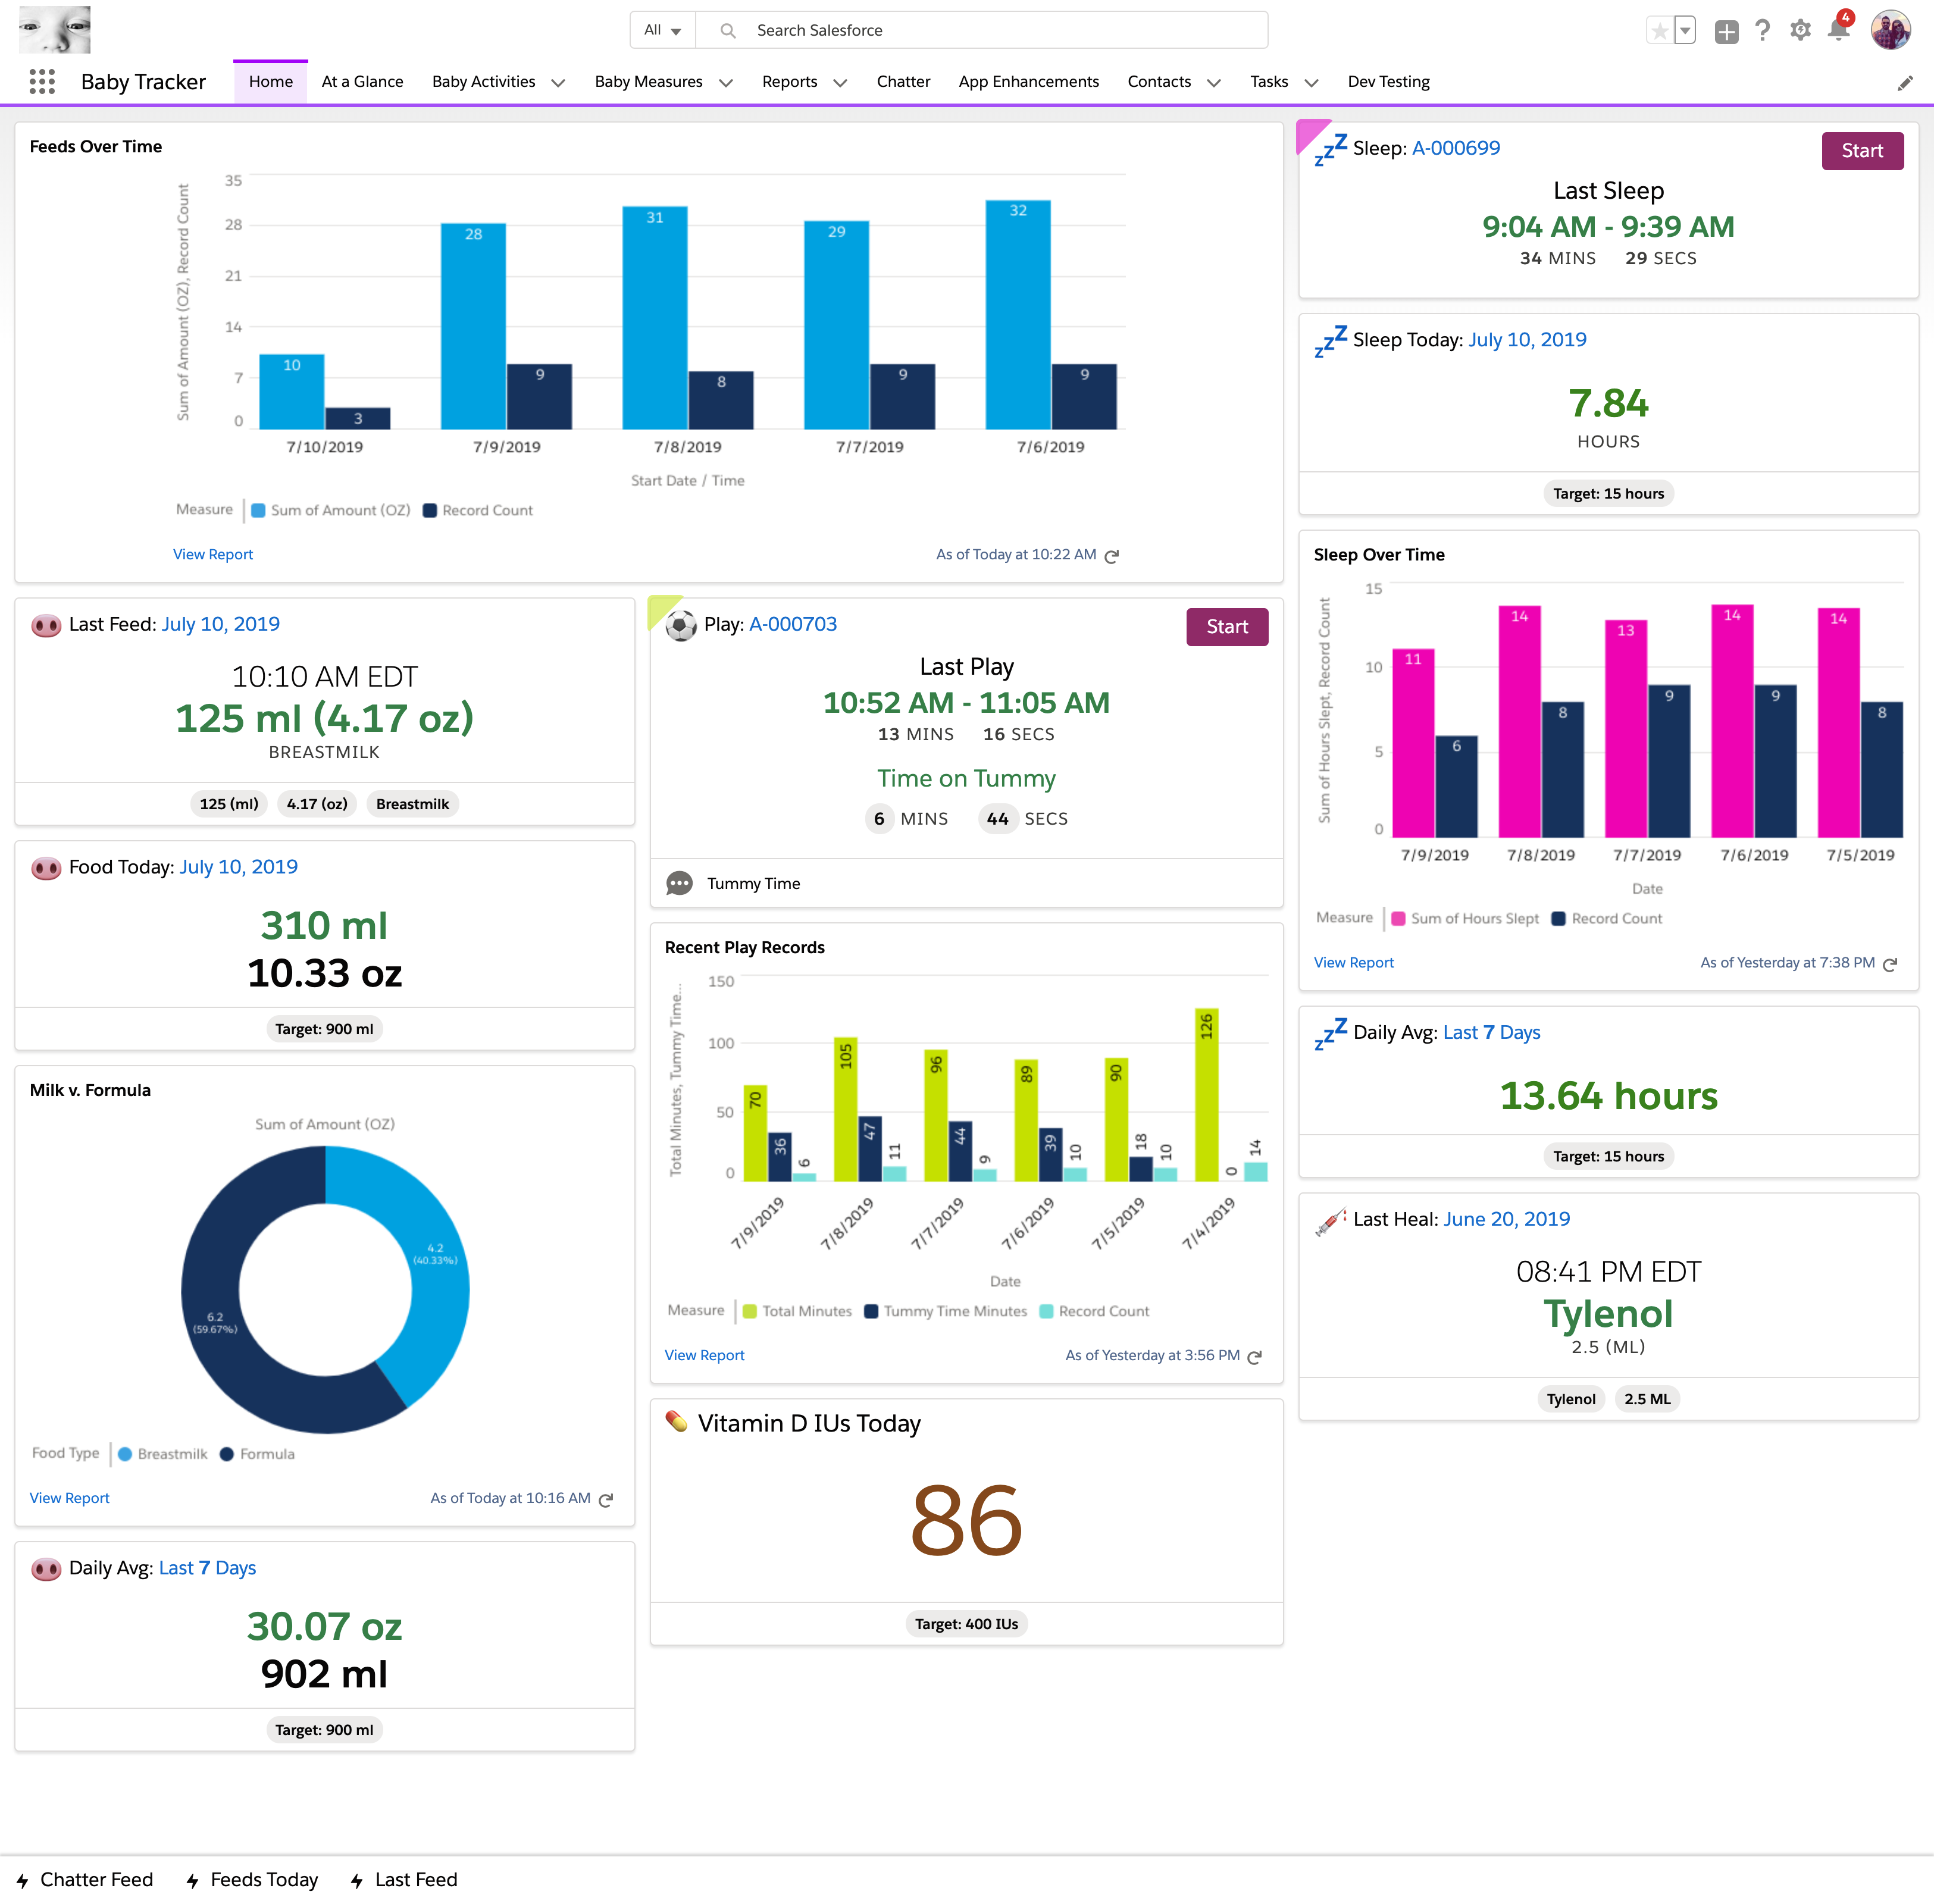 All
Search Salesforce
4
Baby Tracker
Home
At a Glance
Baby Activities
Baby Measures
Reports
Chatter
App Enhancements
Contacts
Tasks
Dev Testing
Feeds Over Time
Sum of Amount (OZ), Record Count
35
28
21
14
7
0
10
3
28
9
31
8
29
9
32
9
7/10/2019
7/9/2019
7/8/2019
7/7/2019
7/6/2019
Start Date / Time
Measure
Sum of Amount (OZ)
Record Count
View Report
As of Today at 10:22 AM
Last Feed: July 10, 2019
10:10 AM EDT
125 ml (4.17 oz)
BREASTMILK
125 (ml)
4.17 (oz)
Breastmilk
Food Today: July 10, 2019
310 ml
10.33 oz
Target: 900 ml
Milk v. Formula
Sum of Amount (OZ)
4.2
(40.33%)
6.2
(59.67%)
Food Type
Breastmilk
Formula
View Report
As of Today at 10:16 AM
Daily Avg: Last 7 Days
30.07 oz
902 ml
Target: 900 ml
Play: A-000703
Start
Last Play
10:52 AM - 11:05 AM
13 MINS 16 SECS
Time on Tummy
6 MINS 44 SECS
Tummy Time
Recent Play Records
Total Minutes, Tummy Time...
150
100
50
0
70
36
6
105
47
11
96
44
9
89
39
10
90
18
10
126
0
14
7/9/2019
7/8/2019
7/7/2019
7/6/2019
7/5/2019
7/4/2019
Date
Measure
Total Minutes
Tummy Time Minutes
Record Count
View Report
As of Yesterday at 3:56 PM
Vitamin D IUs Today
86
Target: 400 IUs
zzZ
Sleep: A-000699
Start
Last Sleep
9:04 AM - 9:39 AM
34 MINS 29 SECS
zzZ
Sleep Today: July 10, 2019
7.84
HOURS
Target: 15 hours
Sleep Over Time
Sum of Hours Slept, Record Count
15
10
5
0
11
6
14
8
13
9
14
9
14
8
7/9/2019
7/8/2019
7/7/2019
7/6/2019
7/5/2019
Date
Measure
Sum of Hours Slept
Record Count
View Report
As of Yesterday at 7:38 PM
zzZ
Daily Avg: Last 7 Days
13.64 hours
Target: 15 hours
Last Heal: June 20, 2019
08:41 PM EDT
Tylenol
2.5 (ML)
Tylenol
2.5 ML
Chatter Feed
Feeds Today
Last Feed